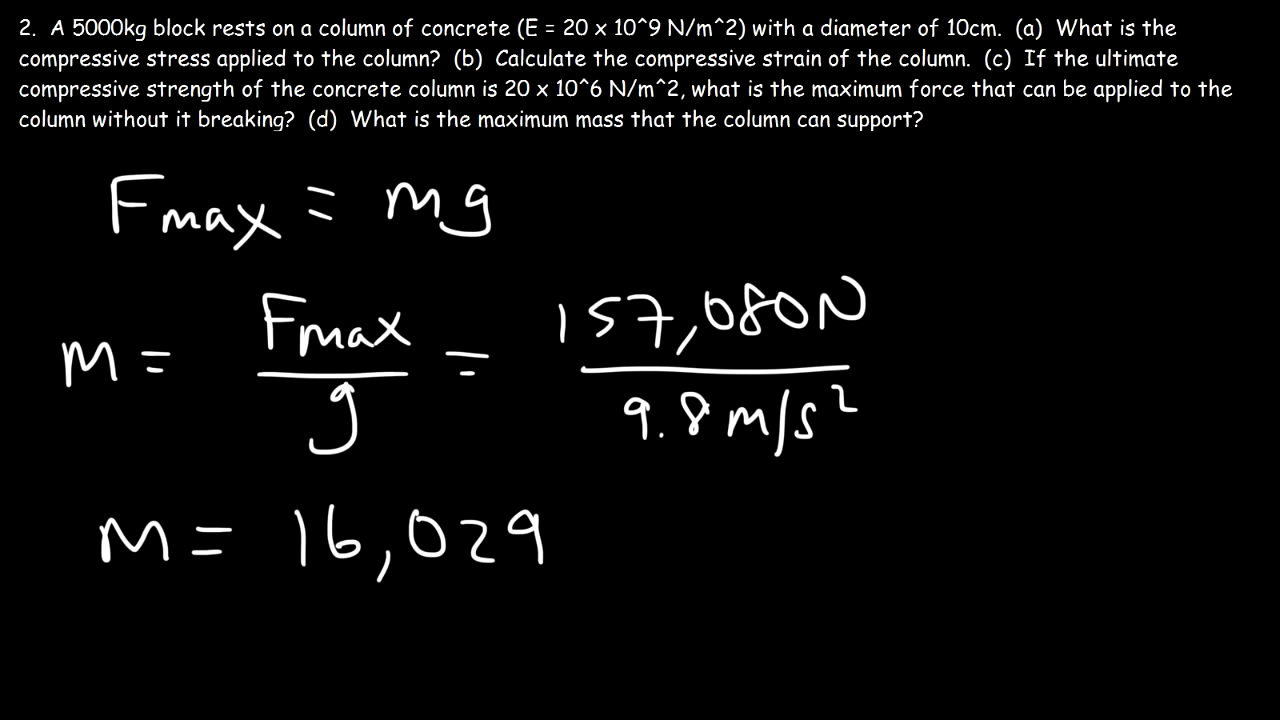 2. A 5000kg block rests on a column of concrete (E = 20 x 10^9 N/m^2) with a diameter of 10cm. (a) What is the
compressive stress applied to the column? (b) Calculate the compressive strain of the column. (c) If the ultimate
compressive strength of the concrete column is 20 x 10^6 N/m^2, what is the maximum force that can be applied to the
column without it breaking? (d) What is the maximum mass that the column can support?
Fmax = mg
m = Fmax/g = 157,080N/9.8 m/s²
m = 16,029